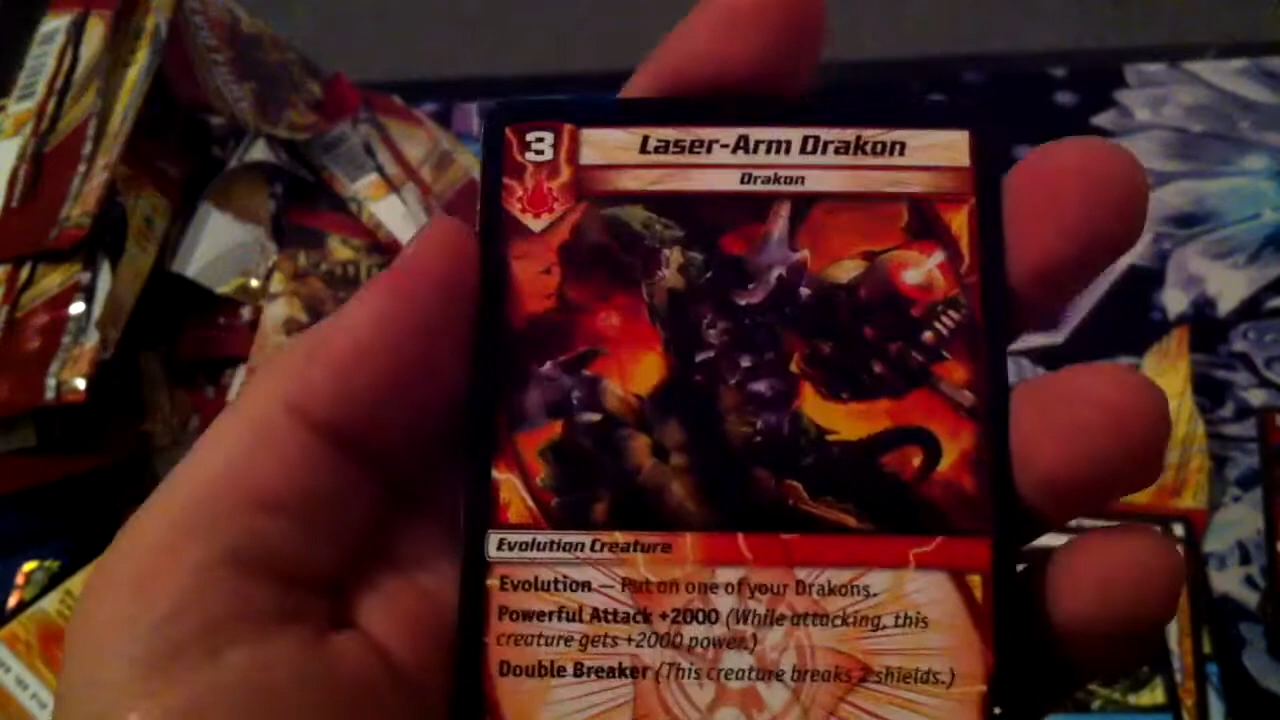 3
Laser-Arm Drakon
Drakon
Evolution Creature
Evolution — Put on one of your Drakons.
Powerful Attack +2000 (While attacking, this
creature gets +2000 power.)
Double Breaker (This creature breaks 2 shields.)